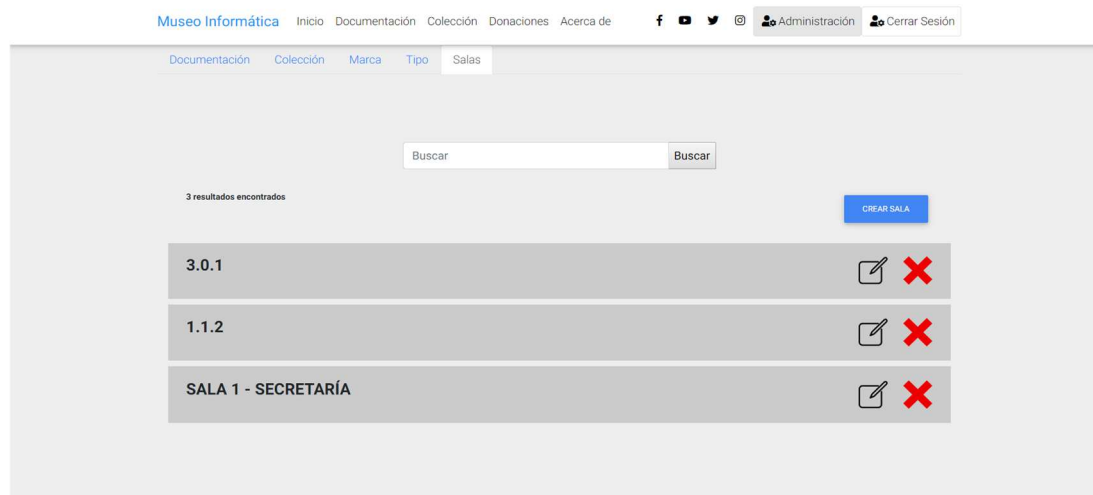 Museo Informática Inicio Documentación Colección Donaciones Acerca de Administración Cerrar Sesión
Documentación Colección Marca Tipo Salas
Buscar Buscar
3 resultados encontrados
CREAR SALA
3.0.1
1.1.2
SALA 1 - SECRETARÍA